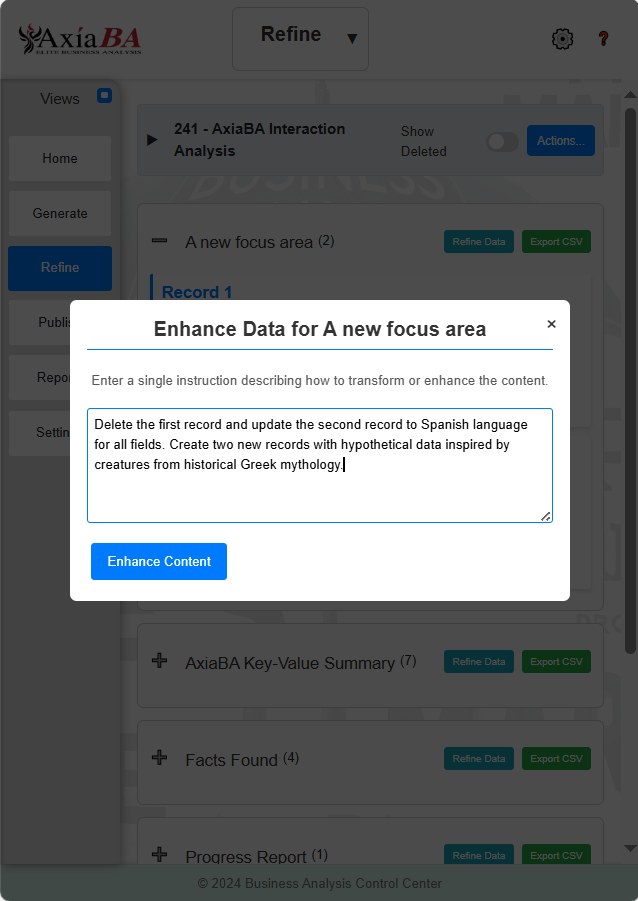 AxiaBA
ELITE BUSINESS ANALYSIS
Refine ▼
?
Views
Home
Generate
Refine
Publis
Repor
Settin
241 - AxiaBA Interaction
Analysis
Show
Deleted
Actions...
A new focus area (2)
Refine Data
Export CSV
Record 1
Enhance Data for A new focus area
×
Enter a single instruction describing how to transform or enhance the content.
Delete the first record and update the second record to Spanish language
for all fields. Create two new records with hypothetical data inspired by
creatures from historical Greek mythology.
Enhance Content
AxiaBA Key-Value Summary (7)
Refine Data
Export CSV
Facts Found (4)
Refine Data
Export CSV
Progress Report (1)
Refine Data
Export CSV
© 2024 Business Analysis Control Center